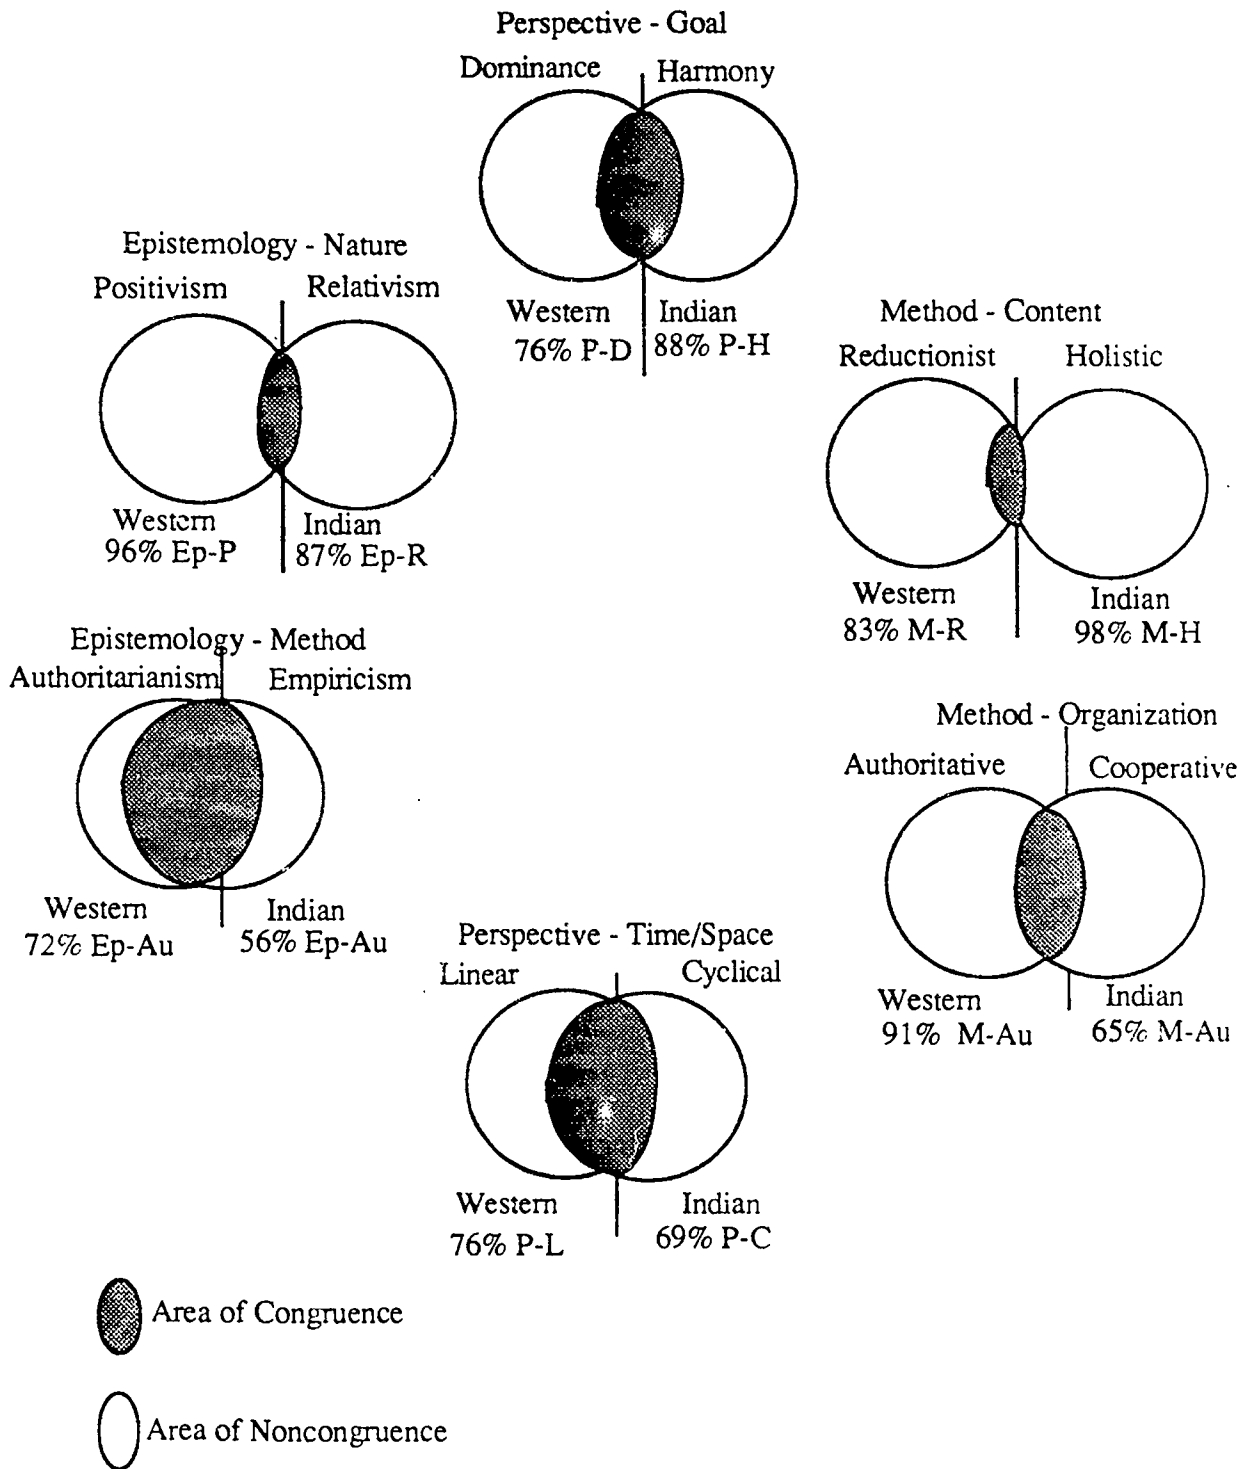 Perspective - Goal
Dominance Harmony
Western Indian
76% P-D 88% P-H
Epistemology - Nature
Positivism Relativism
Western Indian
96% Ep-P 87% Ep-R
Method - Content
Reductionist Holistic
Western Indian
83% M-R 98% M-H
Epistemology - Method
Authoritarianism Empiricism
Western Indian
72% Ep-Au 56% Ep-Au
Method - Organization
Authoritative Cooperative
Western Indian
91% M-Au 65% M-Au
Perspective - Time/Space
Linear Cyclical
Western Indian
76% P-L 69% P-C
Area of Congruence
Area of Noncongruence